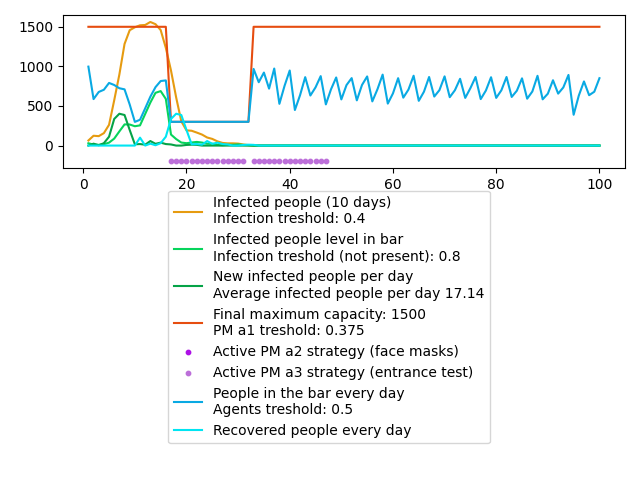 1500
1000
500
0
0
20
40
60
80
100
Infected people (10 days)
Infection treshold: 0.4
Infected people level in bar
Infection treshold (not present): 0.8
New infected people per day
Average infected people per day 17.14
Final maximum capacity: 1500
PM a1 treshold: 0.375
Active PM a2 strategy (face masks)
Active PM a3 strategy (entrance test)
People in the bar every day
Agents treshold: 0.5
Recovered people every day